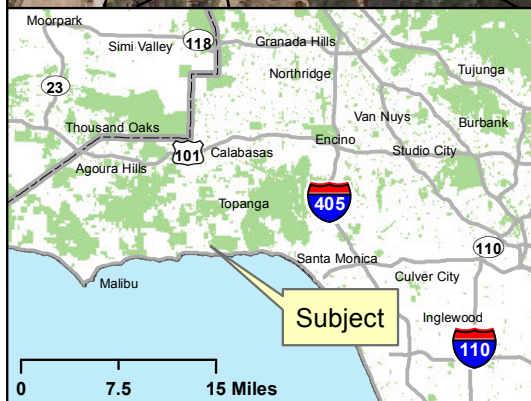 Moorpark
Simi Valley
118
Granada Hills
Northridge
Tujunga
23
Van Nuys
Burbank
Thousand Oaks
Encino
Studio City
101
Calabasas
Agoura Hills
Topanga
405
110
Santa Monica
Malibu
Culver City
Subject
Inglewood
110
0 7.5 15 Miles